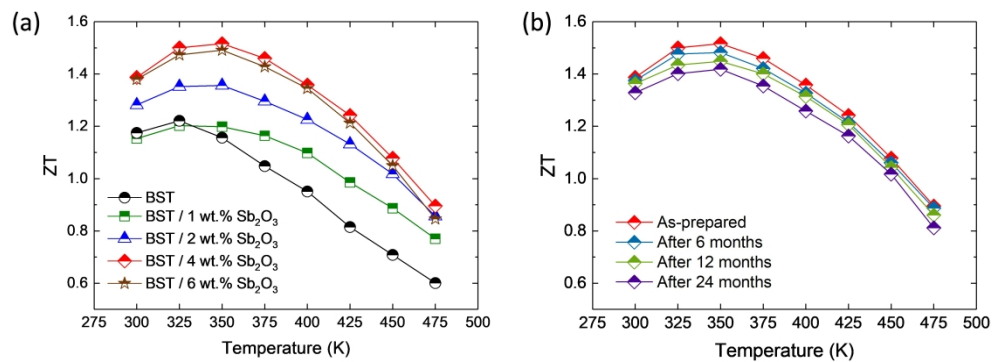 (a)
ZT
1.6
1.4
1.2
1.0
0.8
0.6
BST
BST / 1 wt.% Sb₂O₃
BST / 2 wt.% Sb₂O₃
BST / 4 wt.% Sb₂O₃
BST / 6 wt.% Sb₂O₃
275 300 325 350 375 400 425 450 475 500
Temperature (K)
(b)
ZT
1.6
1.4
1.2
1.0
0.8
0.6
As-prepared
After 6 months
After 12 months
After 24 months
275 300 325 350 375 400 425 450 475 500
Temperature (K)